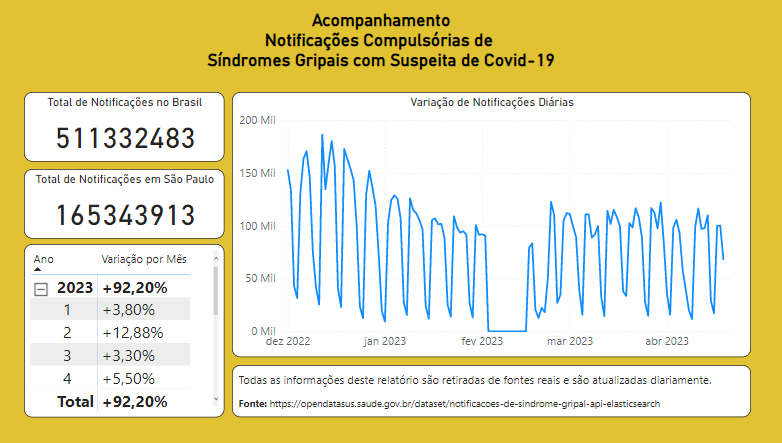 Acompanhamento
Notificações Compulsórias de
Síndromes Gripais com Suspeita de Covid-19
Total de Notificações no Brasil
511332483
Total de Notificações em São Paulo
165343913
Ano Variação por Mês
2023 +92,20%
1 +3,80%
2 +12,88%
3 +3,30%
4 +5,50%
Total +92,20%
Variação de Notificações Diárias
200 Mil
150 Mil
100 Mil
50 Mil
0 Mil
dez 2022 jan 2023 fev 2023 mar 2023 abr 2023
Todas as informações deste relatório são retiradas de fontes reais e são atualizadas diariamente.
Fonte: https://opendatasus.saude.gov.br/dataset/notificacoes-de-sindrome-gripal-api-elasticsearch